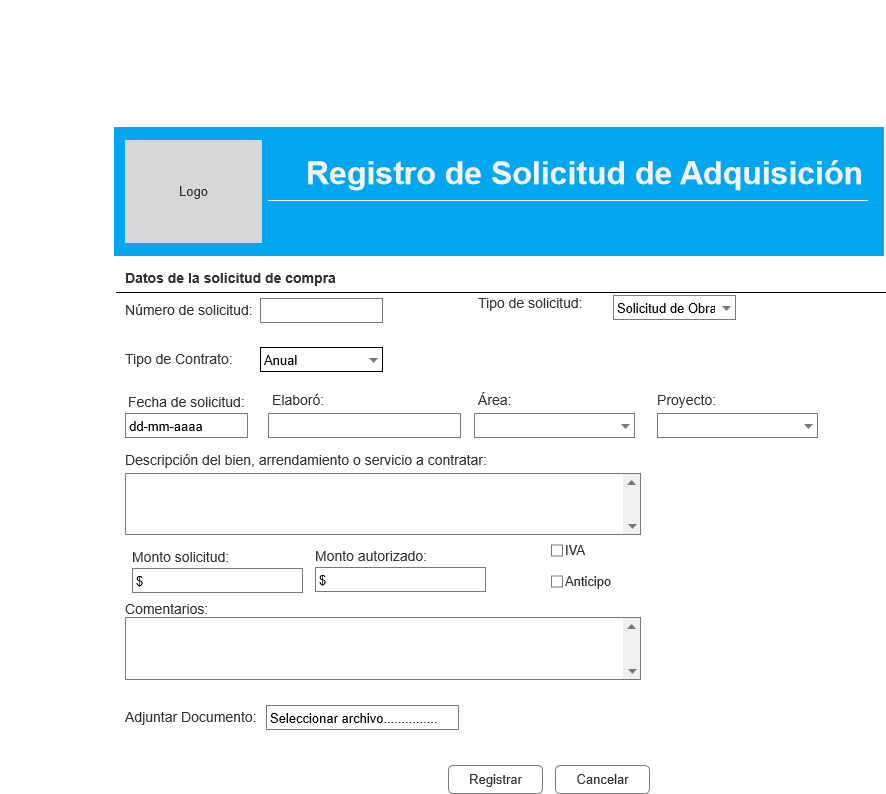 Logo
Registro de Solicitud de Adquisición
Datos de la solicitud de compra
Número de solicitud:
Tipo de solicitud: Solicitud de Obra
Tipo de Contrato: Anual
Fecha de solicitud: Elaboró: Área: Proyecto:
dd-mm-aaaa
Descripción del bien, arrendamiento o servicio a contratar:
Monto solicitud: Monto autorizado: IVA
$ $ Anticipo
Comentarios:
Adjuntar Documento: Seleccionar archivo...............
Registrar Cancelar